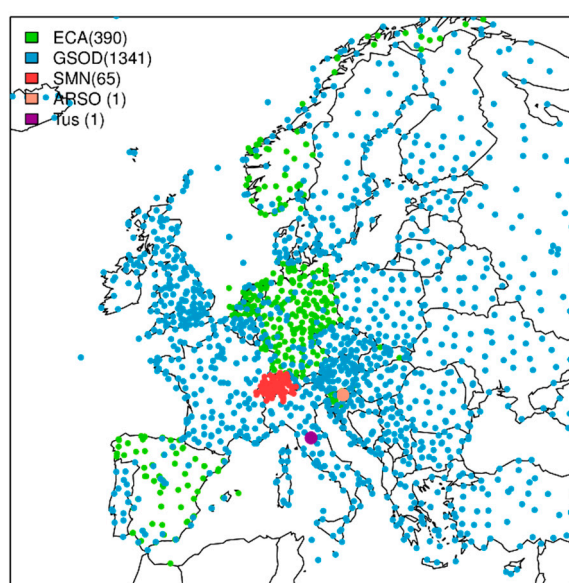 ECA(390)
GSOD(1341)
SMN(65)
ARSO (1)
Tus (1)